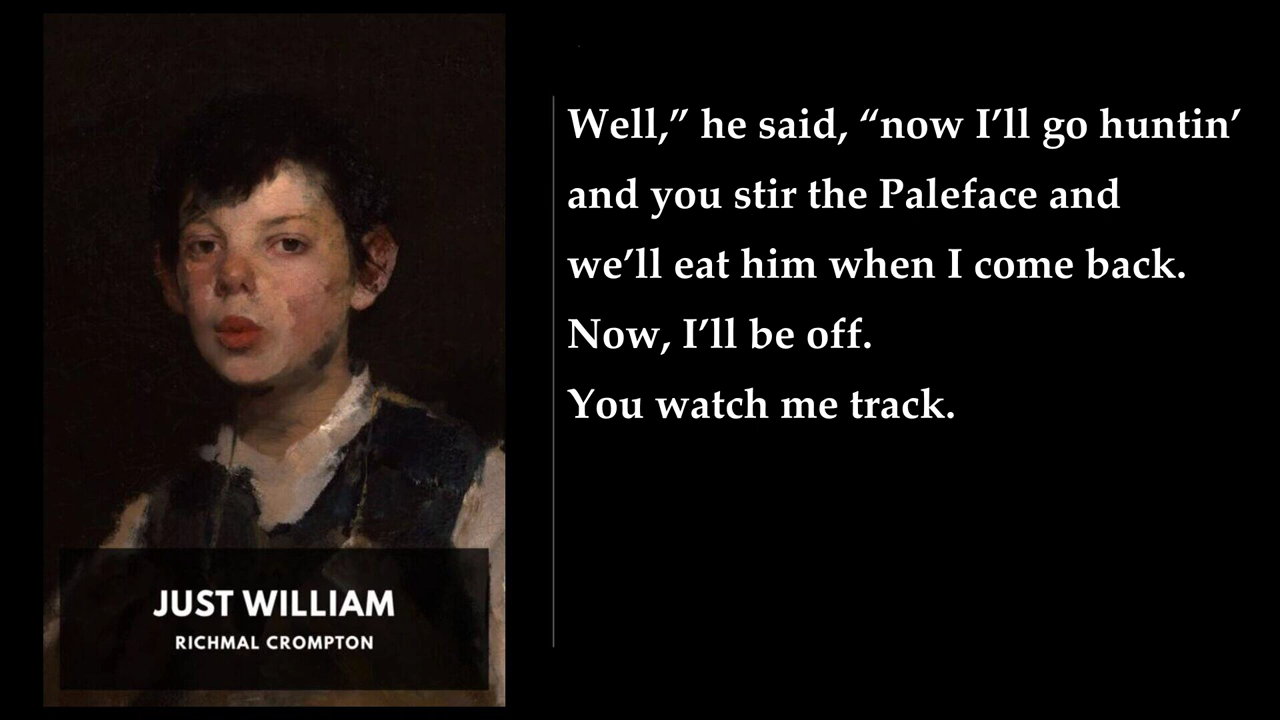 JUST WILLIAM
RICHMAL CROMPTON
Well,” he said, “now I’ll go huntin’
and you stir the Paleface and
we’ll eat him when I come back.
Now, I’ll be off.
You watch me track.